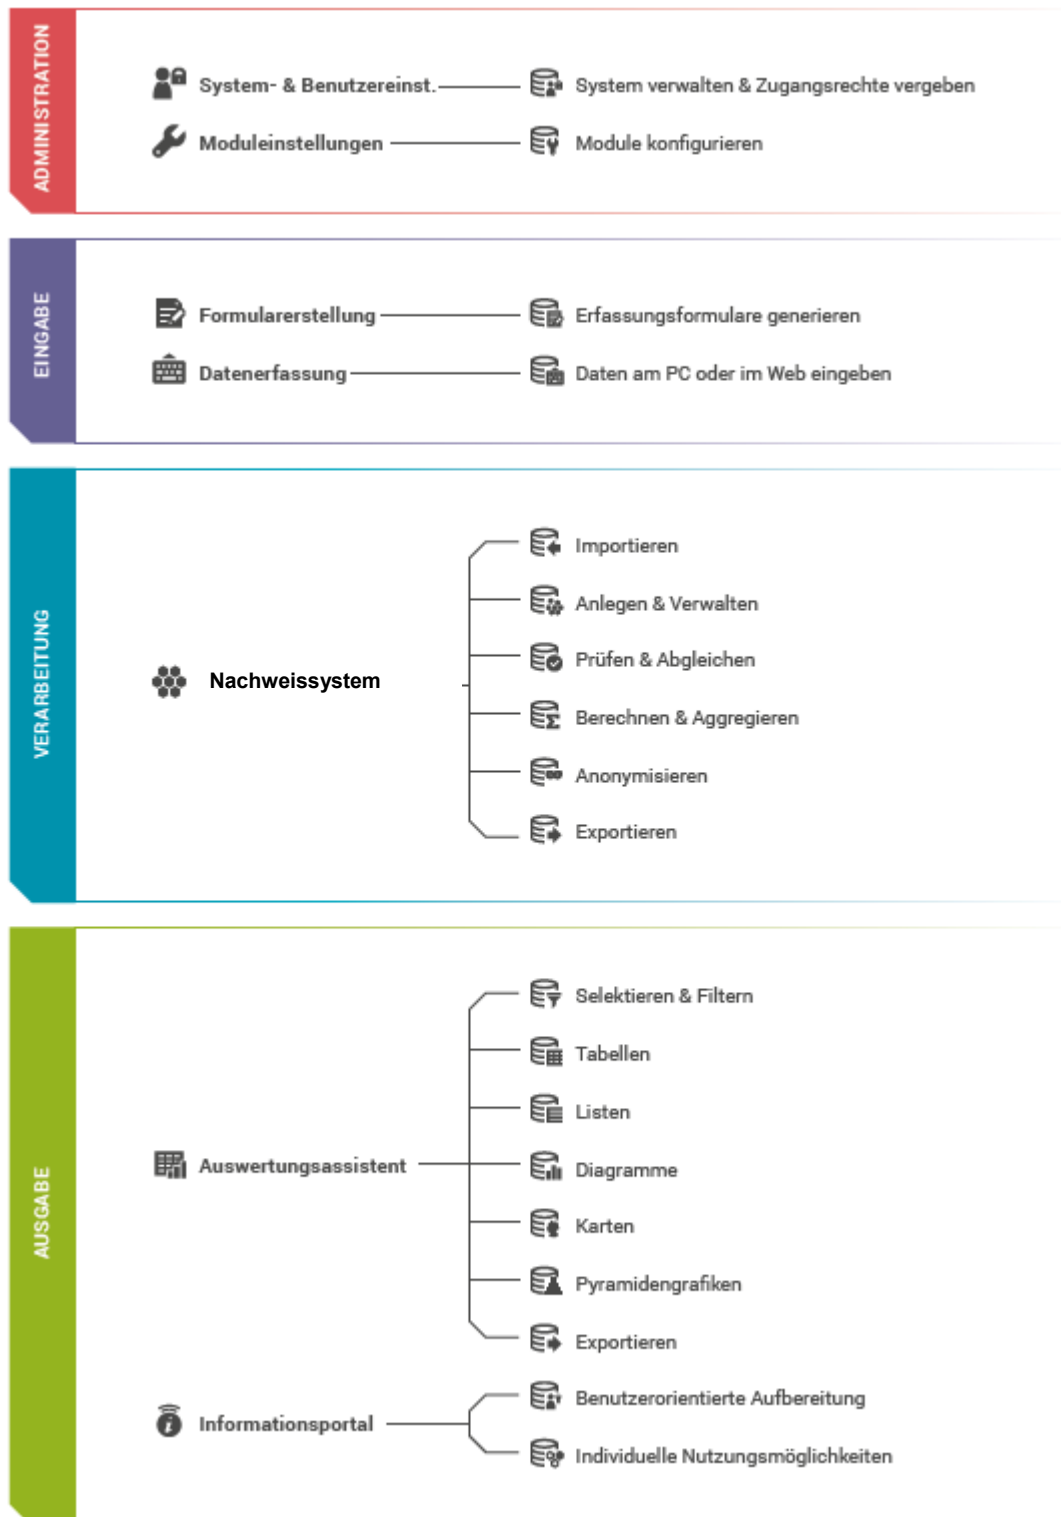 ADMINISTRATION
System- & Benutzereinst.
System verwalten & Zugangsrechte vergeben
Moduleinstellungen
Module konfigurieren
EINGABE
Formularerstellung
Erfassungsformulare generieren
Datenerfassung
Daten am PC oder im Web eingeben
VERARBEITUNG
Nachweissystem
Importieren
Anlegen & Verwalten
Prüfen & Abgleichen
Berechnen & Aggregieren
Anonymisieren
Exportieren
AUSGABE
Auswertungsassistent
Selektieren & Filtern
Tabellen
Listen
Diagramme
Karten
Pyramidengrafiken
Exportieren
Informationsportal
Benutzerorientierte Aufbereitung
Individuelle Nutzungsmöglichkeiten